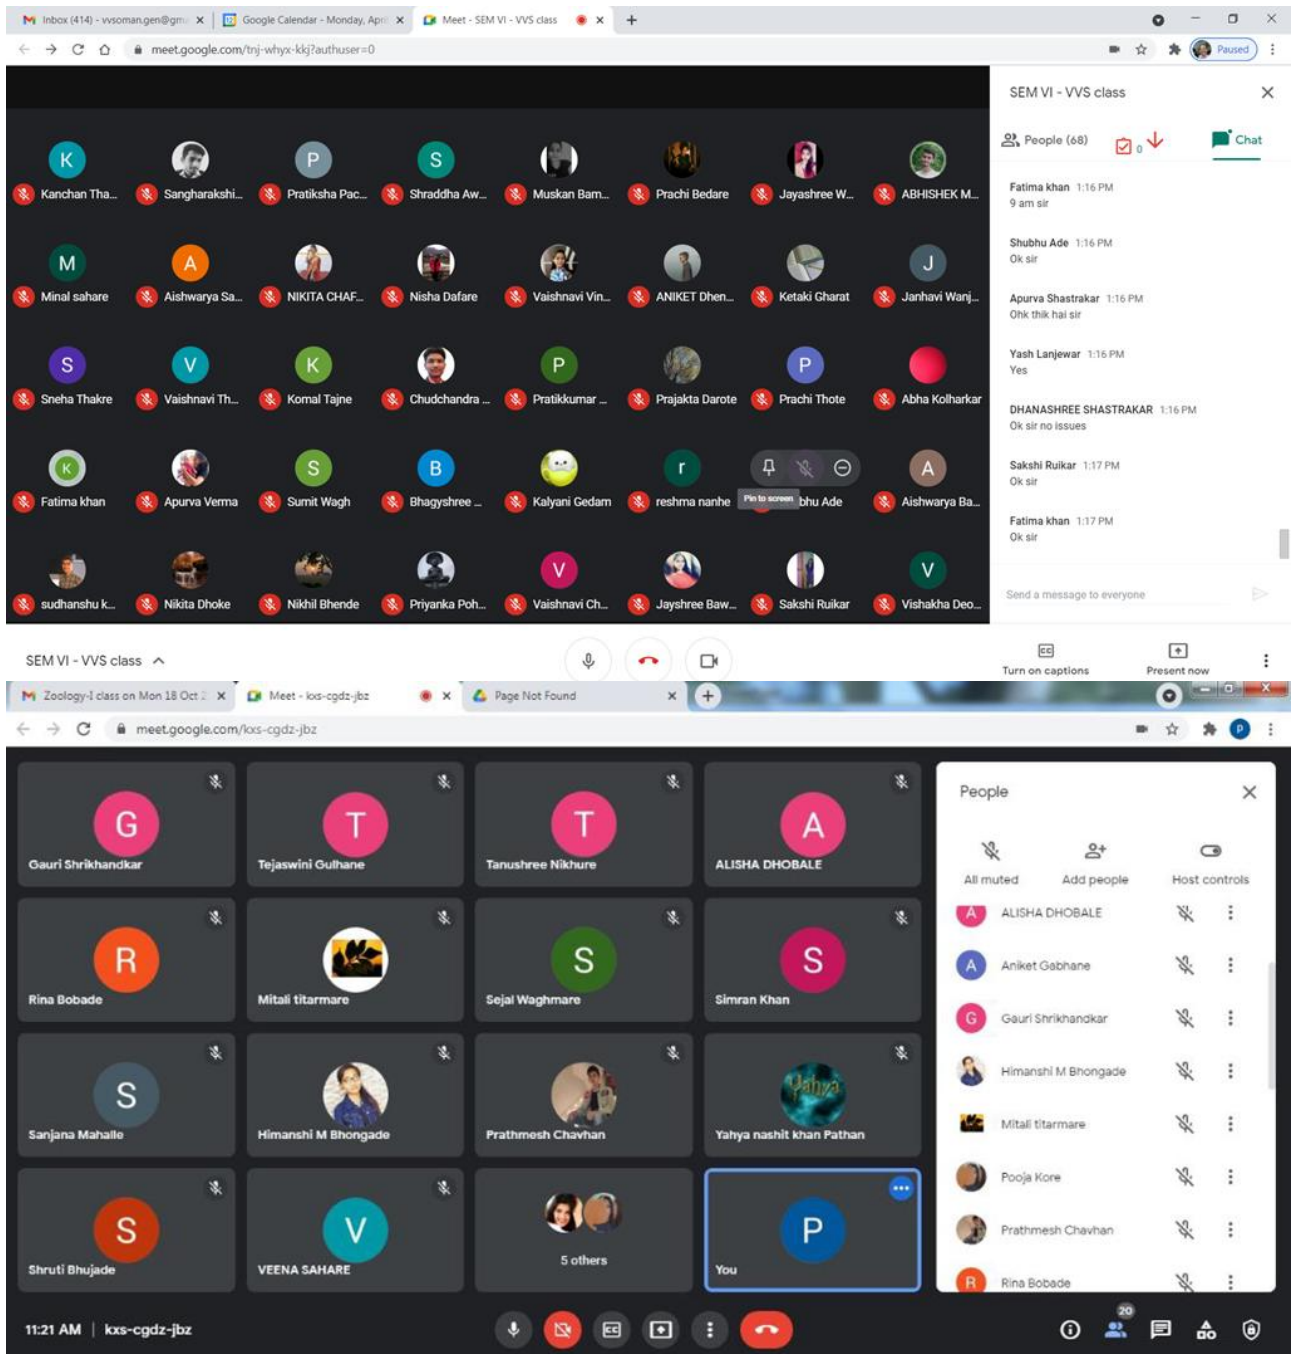 Inbox (414) - vvsoman.gen@gm
Google Calendar - Monday, Apri
Meet - SEM VI - VVS class
meet.google.com/tnj-whyx-kkj?authuser=0
Paused
SEM VI - VVS class
People (68)
0
Chat
K
P
S
Kanchan Tha...
Sangharakshi...
Pratiksha Pac...
Shraddha Aw...
Muskan Bam...
Prachi Bedare
Jayashree W...
ABHISHEK M...
M
A
J
Minal sahare
Aishwarya Sa...
NIKITA CHAF...
Nisha Dafare
Vaishnavi Vin...
ANIKET Dhen...
Ketaki Gharat
Janhavi Wanj...
S
V
K
P
P
Sneha Thakre
Vaishnavi Th...
Komal Tajne
Chudchandra ...
Pratikkumar ...
Prajakta Darote
Prachi Thote
Abha Kolharkar
K
S
B
r
A
Fatima khan
Apurva Verma
Sumit Wagh
Bhagyshree ...
Kalyani Gedam
reshma nanhe
Pin to screen
bhu Ade
Aishwarya Ba...
V
V
sudhanshu k...
Nikita Dhoke
Nikhil Bhende
Priyanka Poh...
Vaishnavi Ch...
Jayshree Baw...
Sakshi Ruikar
Vishakha Deo...
Fatima khan 1:16 PM
9 am sir
Shubhu Ade 1:16 PM
Ok sir
Apurva Shastrakar 1:16 PM
Ohk thik hai sir
Yash Lanjewar 1:16 PM
Yes
DHANASHREE SHASTRAKAR 1:16 PM
Ok sir no issues
Sakshi Ruikar 1:17 PM
Ok sir
Fatima khan 1:17 PM
Ok sir
Send a message to everyone
SEM VI - VVS class
Turn on captions
Present now
Zoology-I class on Mon 18 Oct 2
Meet - kxs-cgdz-jbz
Page Not Found
meet.google.com/kxs-cgdz-jbz
P
G
T
T
A
Gauri Shrikhandkar
Tejaswini Gulhane
Tanushree Nikhure
ALISHA DHOBALE
R
S
S
Rina Bobade
Mitali titarmare
Sejal Waghmare
Simran Khan
S
Yahya
Sanjana Mahalle
Himanshi M Bhongade
Prathmesh Chavhan
Yahya nashit khan Pathan
S
V
P
Shruti Bhujade
VEENA SAHARE
5 others
You
People
All muted
Add people
Host controls
A ALISHA DHOBALE
A Aniket Gabhane
G Gauri Shrikhandkar
Himanshi M Bhongade
Mitali titarmare
Pooja Kore
Prathmesh Chavhan
R Rina Bobade
11:21 AM | kxs-cgdz-jbz
20